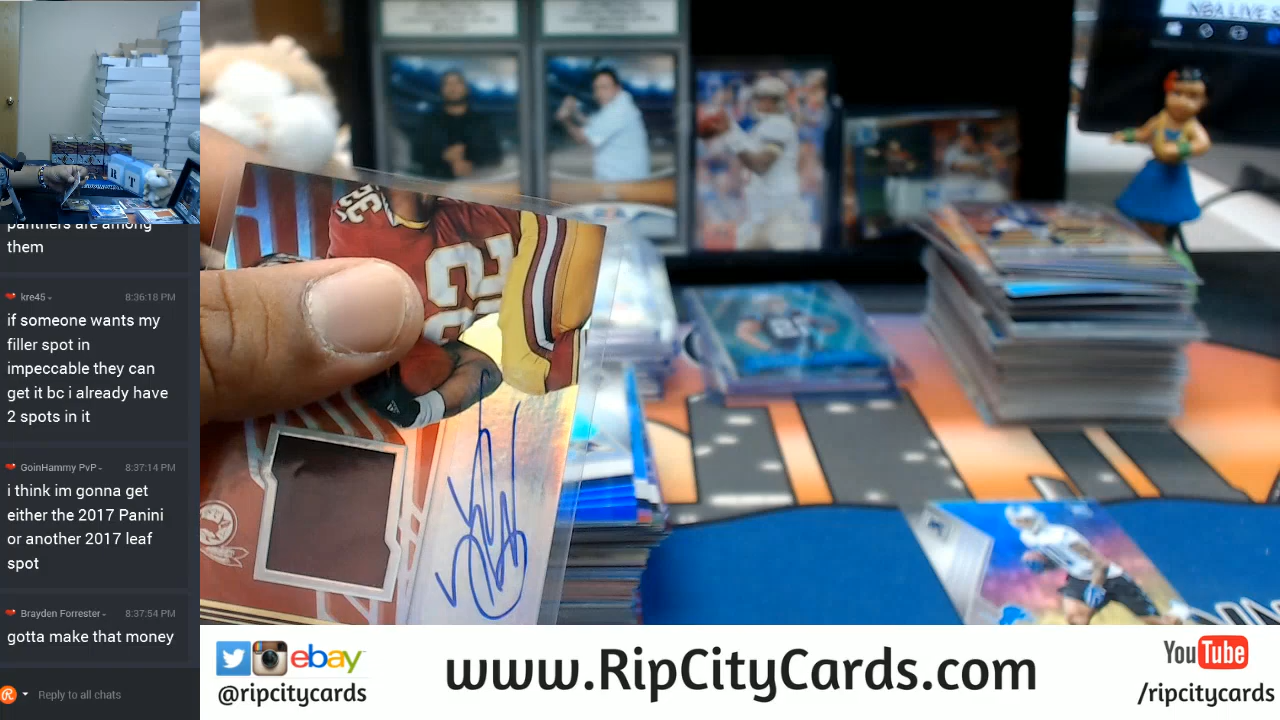 panthers are among
them
kre45 8:36:18 PM
if someone wants my
filler spot in
impeccable they can
get it bc i already have
2 spots in it
GoinHammy PvP 8:37:14 PM
i think im gonna get
either the 2017 Panini
or another 2017 leaf
spot
Brayden Forrester 8:37:54 PM
gotta make that money
Reply to all chats
NBA LIVE S
32
32
R T
ebay
@ripcitycards
www.RipCityCards.com
YouTube
/ripcitycards